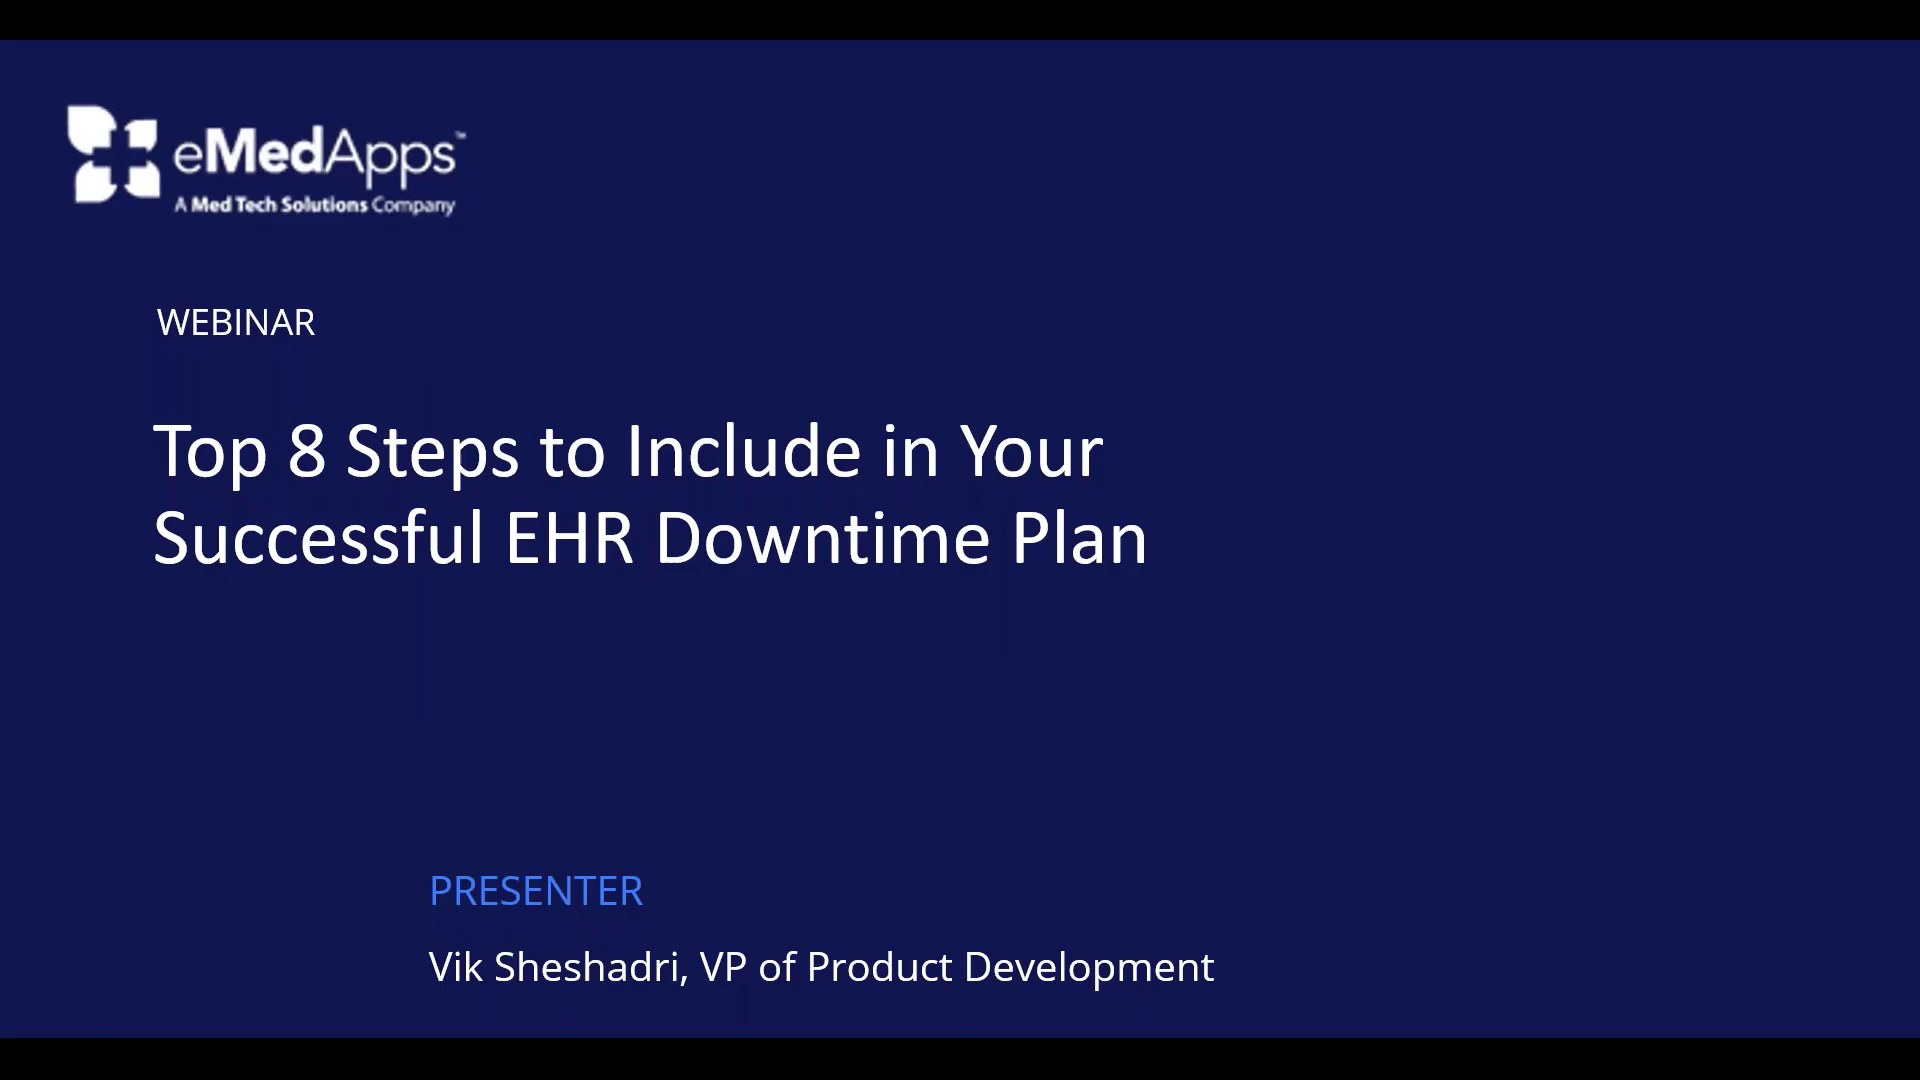 eMedApps™
A Med Tech Solutions Company
WEBINAR
Top 8 Steps to Include in Your
Successful EHR Downtime Plan
PRESENTER
Vik Sheshadri, VP of Product Development